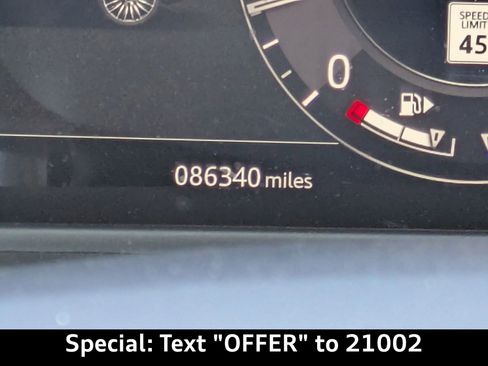 SPEED
LIMIT
45
0
086340 miles
Special: Text "OFFER" to 21002